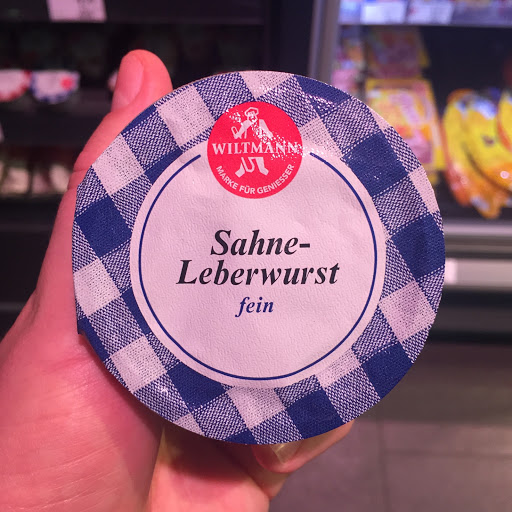 WILTMANN
MARKE FÜR GENIESSER
Sahne-
Leberwurst
fein